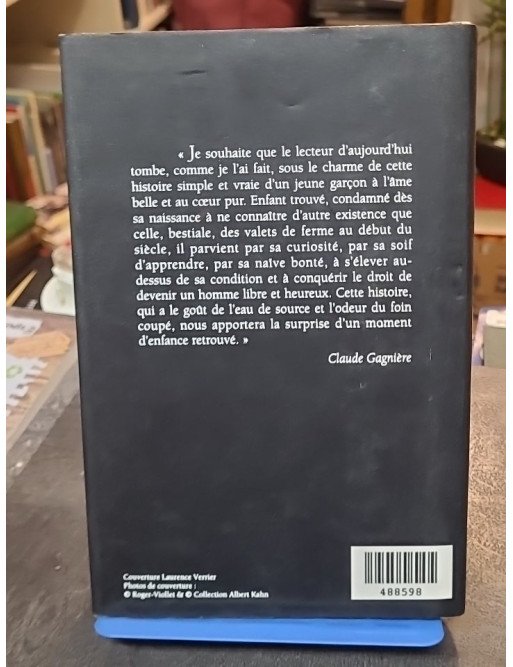 « Je souhaite que le lecteur d'aujourd'hui
tombe, comme je l'ai fait, sous le charme de cette
histoire simple et vraie d'un jeune garçon à l'âme
belle et au cœur pur. Enfant trouvé, condamné dès
sa naissance à ne connaître d'autre existence que
celle, bestiale, des valets de ferme au début du
siècle, il parvient par sa curiosité, par sa soif
d'apprendre, par sa naïve bonté, à s'élever au-
dessus de sa condition et à conquérir le droit de
devenir un homme libre et heureux. Cette histoire,
qui a le goût de l'eau de source et l'odeur du foin
coupé, nous apportera la surprise d'un moment
d'enfance retrouvé. »
Claude Gagnière
Couverture Laurence Verrier
Photos de couverture :
© Roger-Viollet & © Collection Albert Kahn
488598